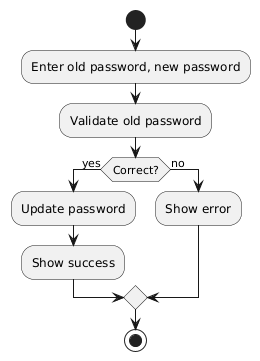 Enter old password, new password
Validate old password
yes
Correct?
no
Update password
Show error
Show success